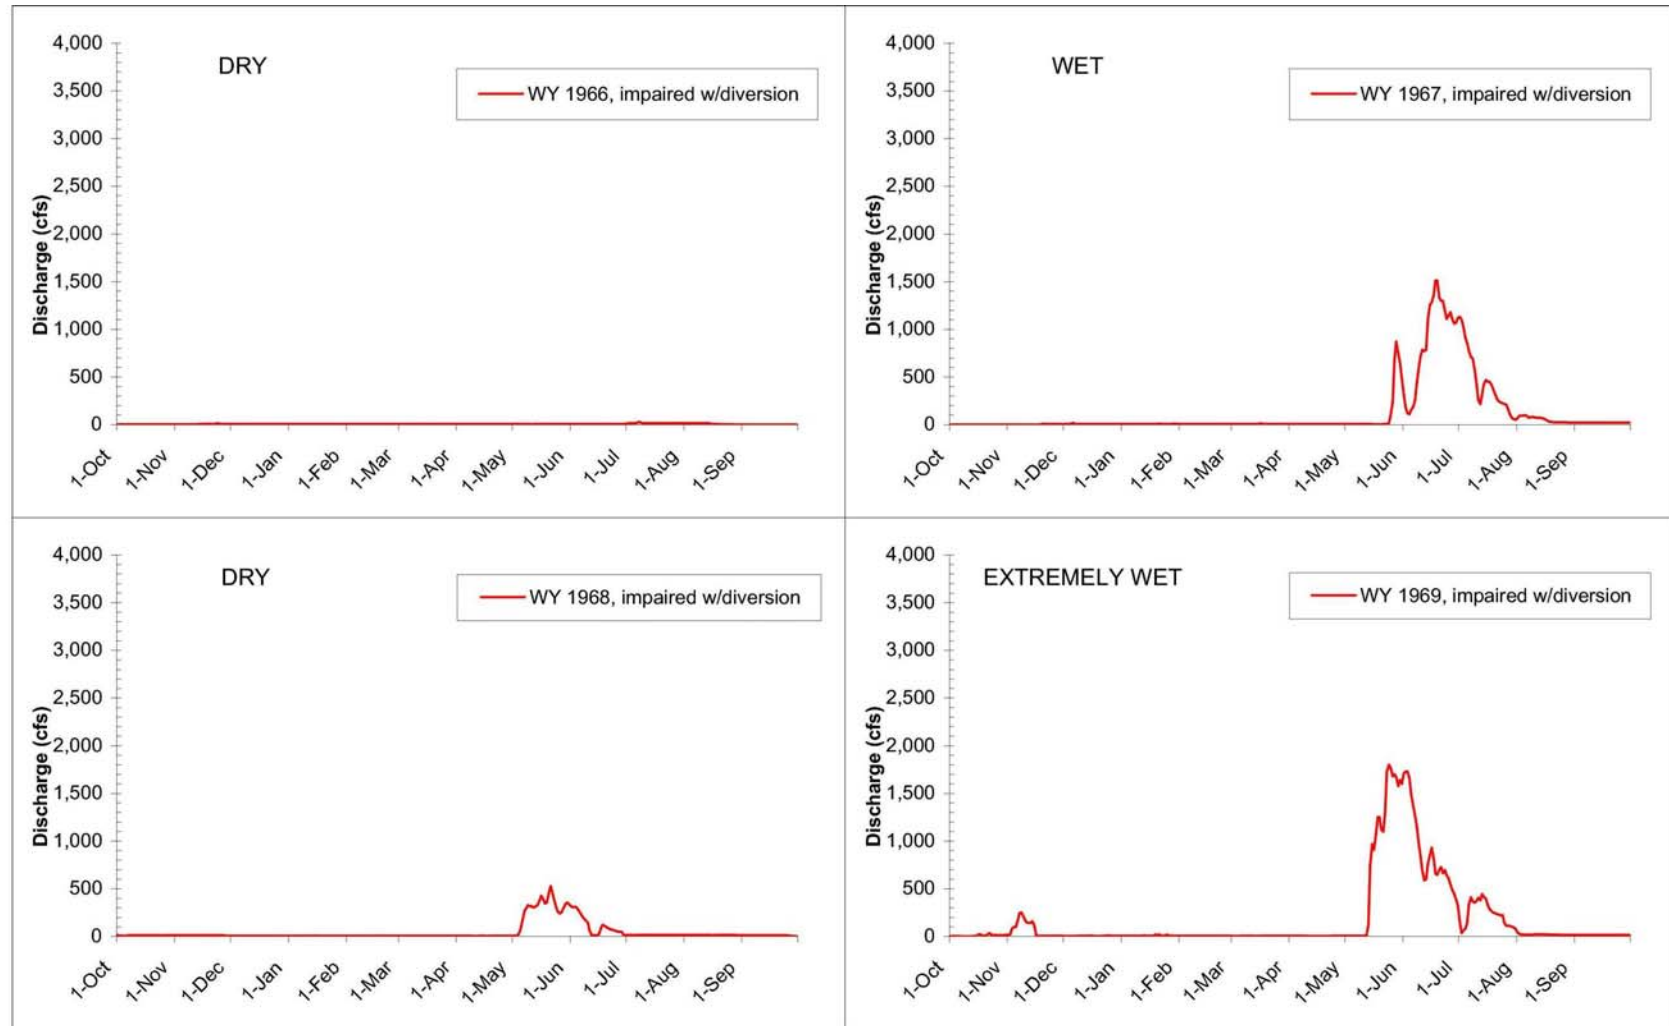 DRY
WY 1966, impaired w/diversion
Discharge (cfs)
4,000
3,500
3,000
2,500
2,000
1,500
1,000
500
0
1-Oct
1-Nov
1-Dec
1-Jan
1-Feb
1-Mar
1-Apr
1-May
1-Jun
1-Jul
1-Aug
1-Sep
WET
WY 1967, impaired w/diversion
Discharge (cfs)
4,000
3,500
3,000
2,500
2,000
1,500
1,000
500
0
1-Oct
1-Nov
1-Dec
1-Jan
1-Feb
1-Mar
1-Apr
1-May
1-Jun
1-Jul
1-Aug
1-Sep
DRY
WY 1968, impaired w/diversion
Discharge (cfs)
4,000
3,500
3,000
2,500
2,000
1,500
1,000
500
0
1-Oct
1-Nov
1-Dec
1-Jan
1-Feb
1-Mar
1-Apr
1-May
1-Jun
1-Jul
1-Aug
1-Sep
EXTREMELY WET
WY 1969, impaired w/diversion
Discharge (cfs)
4,000
3,500
3,000
2,500
2,000
1,500
1,000
500
0
1-Oct
1-Nov
1-Dec
1-Jan
1-Feb
1-Mar
1-Apr
1-May
1-Jun
1-Jul
1-Aug
1-Sep